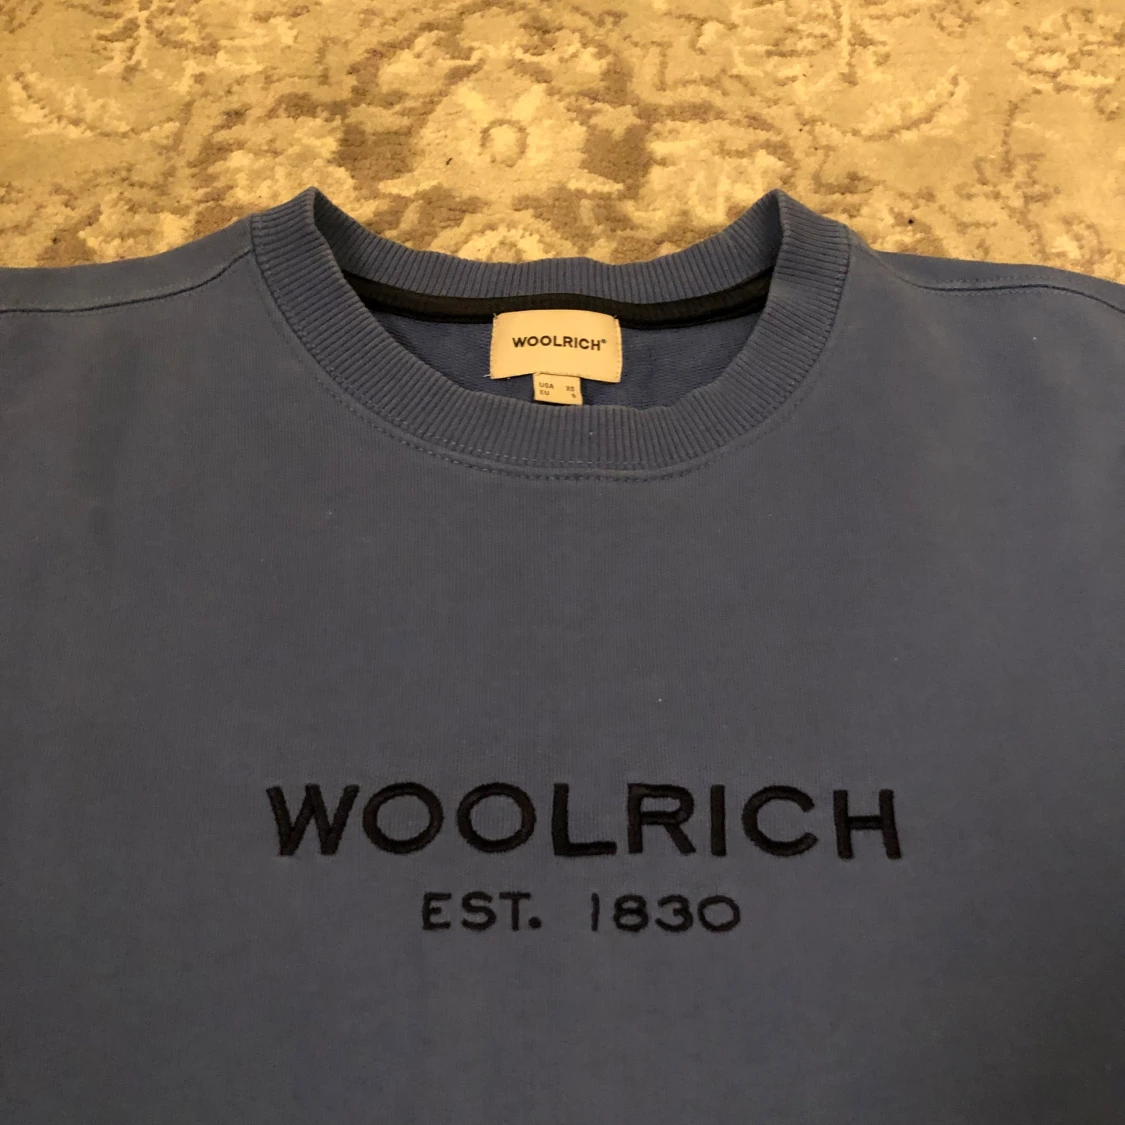 WOOLRICH®
USA XS
EU S
WOOLRICH
EST. 1830